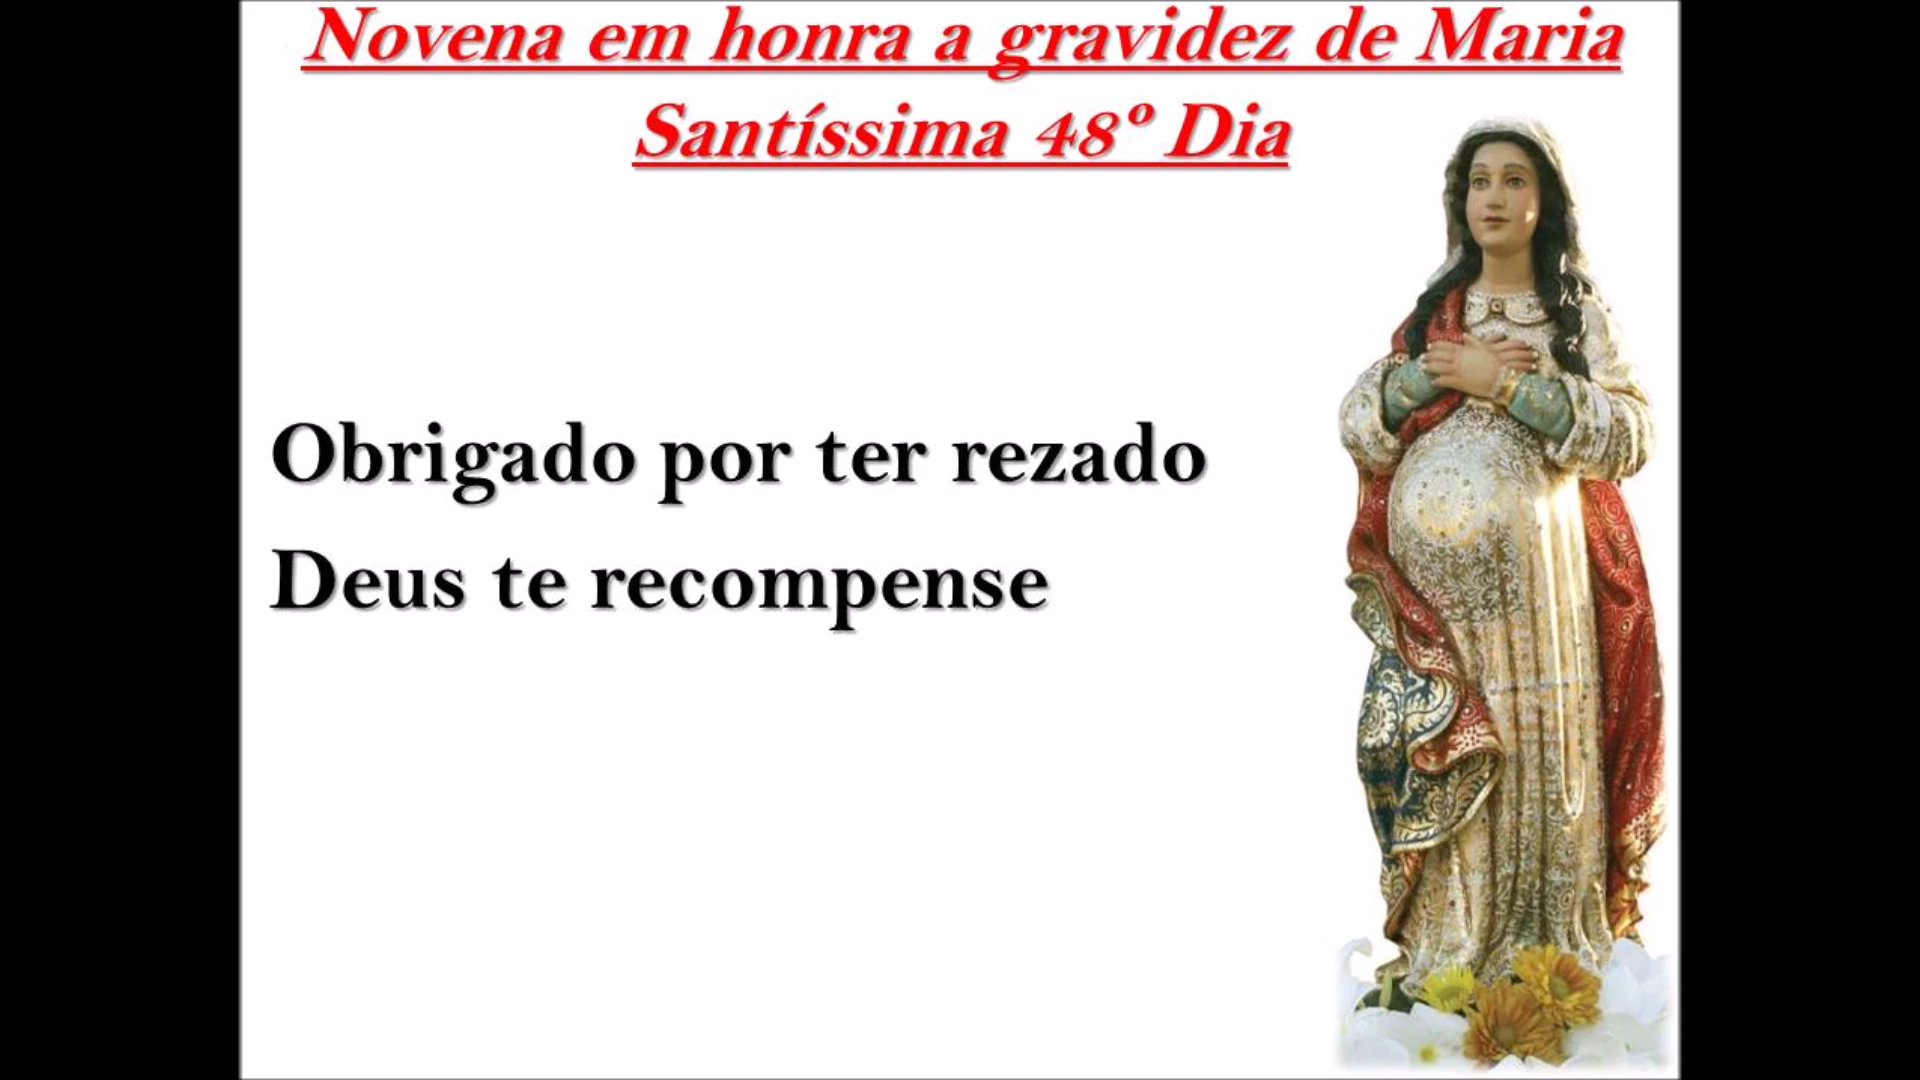 Novena em honra a gravidez de Maria
Santíssima 48º Dia
Obrigado por ter rezado
Deus te recompense